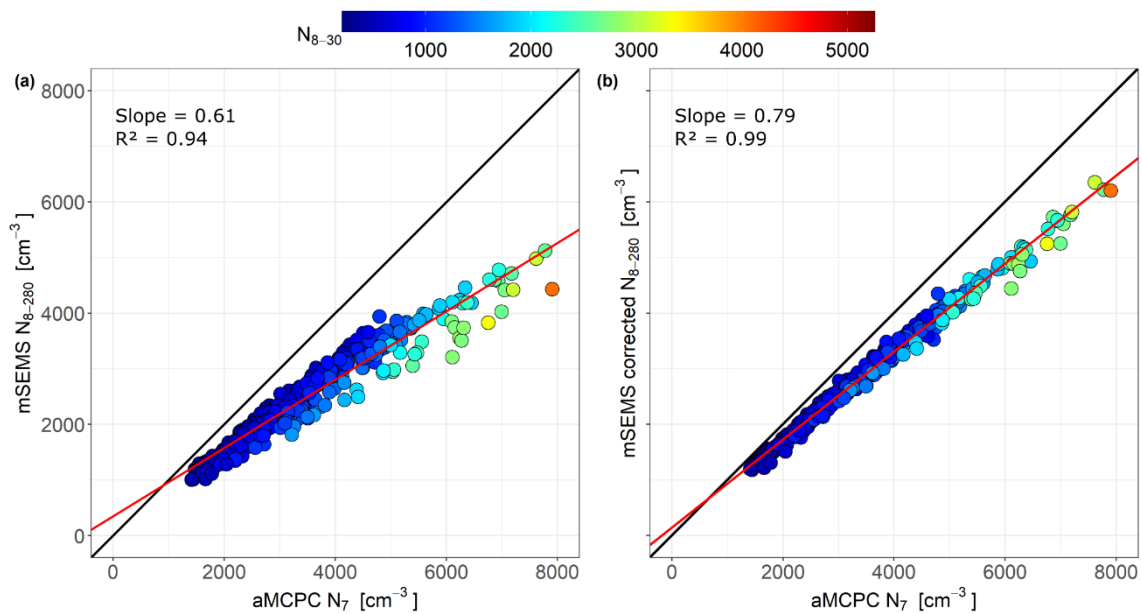 N₈₋₃₀ 1000 2000 3000 4000 5000
(a)
Slope = 0.61
R² = 0.94
8000
6000
4000
2000
0
mSEMS N₈₋₂₈₀ [cm⁻³]
0 2000 4000 6000 8000
aMCPC N₇ [cm⁻³]
(b)
Slope = 0.79
R² = 0.99
mSEMS corrected N₈₋₂₈₀ [cm⁻³]
0 2000 4000 6000 8000
aMCPC N₇ [cm⁻³]